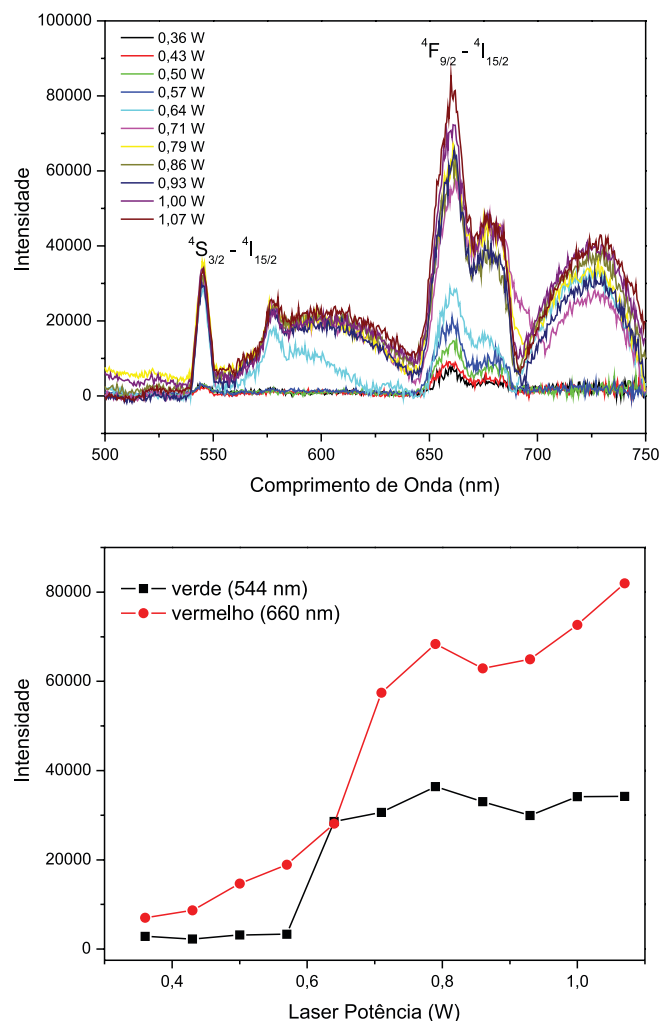 100000
80000
60000
40000
20000
0
Intensidade
0,36 W
0,43 W
0,50 W
0,57 W
0,64 W
0,71 W
0,79 W
0,86 W
0,93 W
1,00 W
1,07 W
⁴F9/2 - ⁴I15/2
⁴S3/2 - ⁴I15/2
500 550 600 650 700 750
Comprimento de Onda (nm)
80000
60000
40000
20000
0
Intensidade
verde (544 nm)
vermelho (660 nm)
0,4 0,6 0,8 1,0
Laser Potência (W)